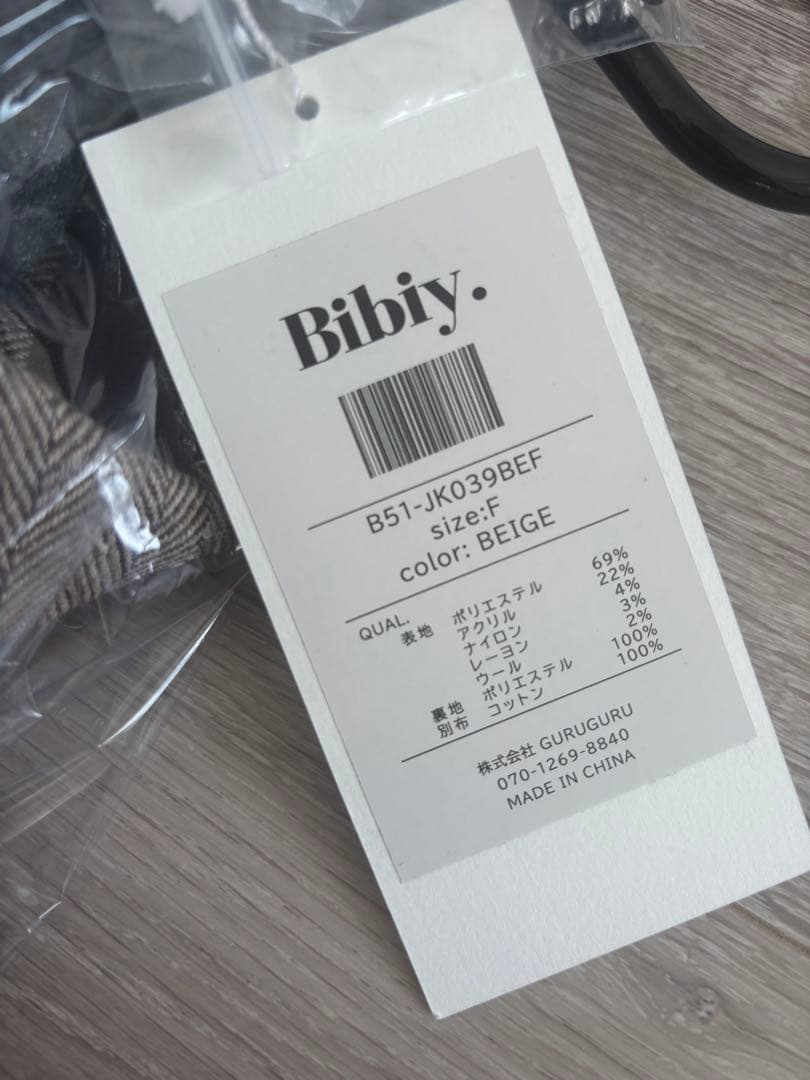 Bibiy.
B51-JK039BEF
size:F
color: BEIGE
QUAL.
表地 ポリエステル 69%
アクリル 22%
ナイロン 4%
レーヨン 3%
ウール 2%
裏地 ポリエステル 100%
別布 コットン 100%
株式会社 GURUGURU
070-1269-8840
MADE IN CHINA